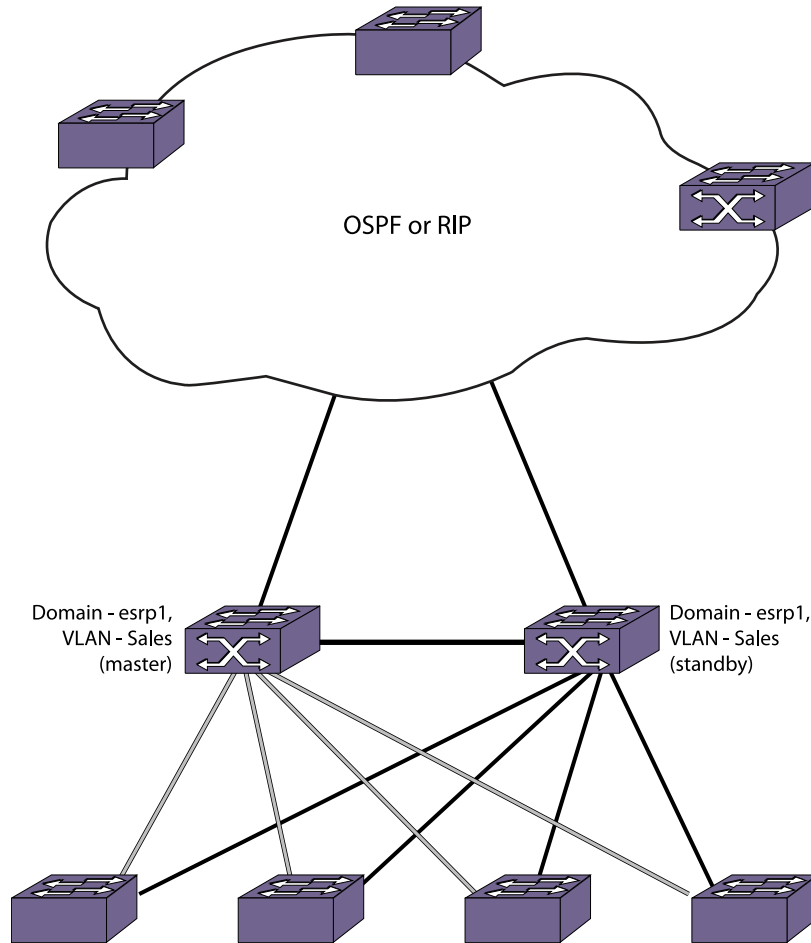 OSPF or RIP
Domain - esrp1,
VLAN - Sales
(master)
Domain - esrp1,
VLAN - Sales
(standby)